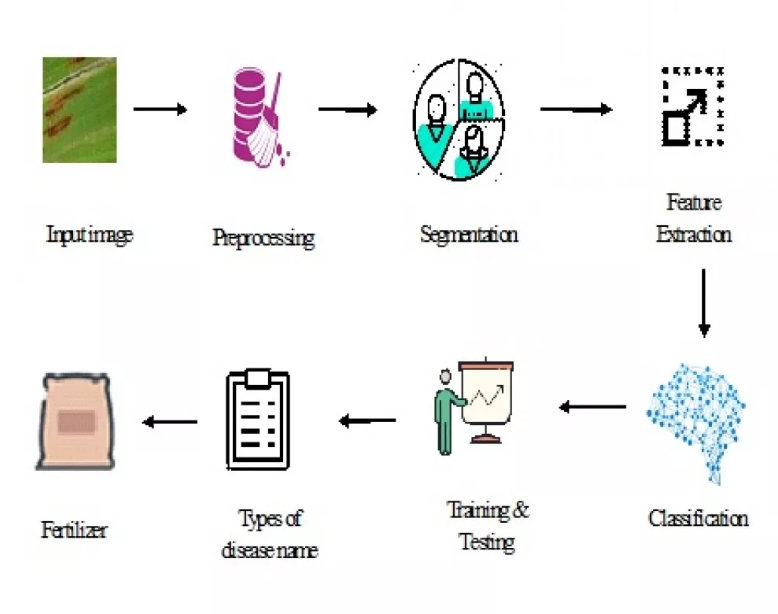 Input image
Preprocessing
Segmentation
Feature
Extraction
Fertilizer
Types of
disease name
Training &
Testing
Classification